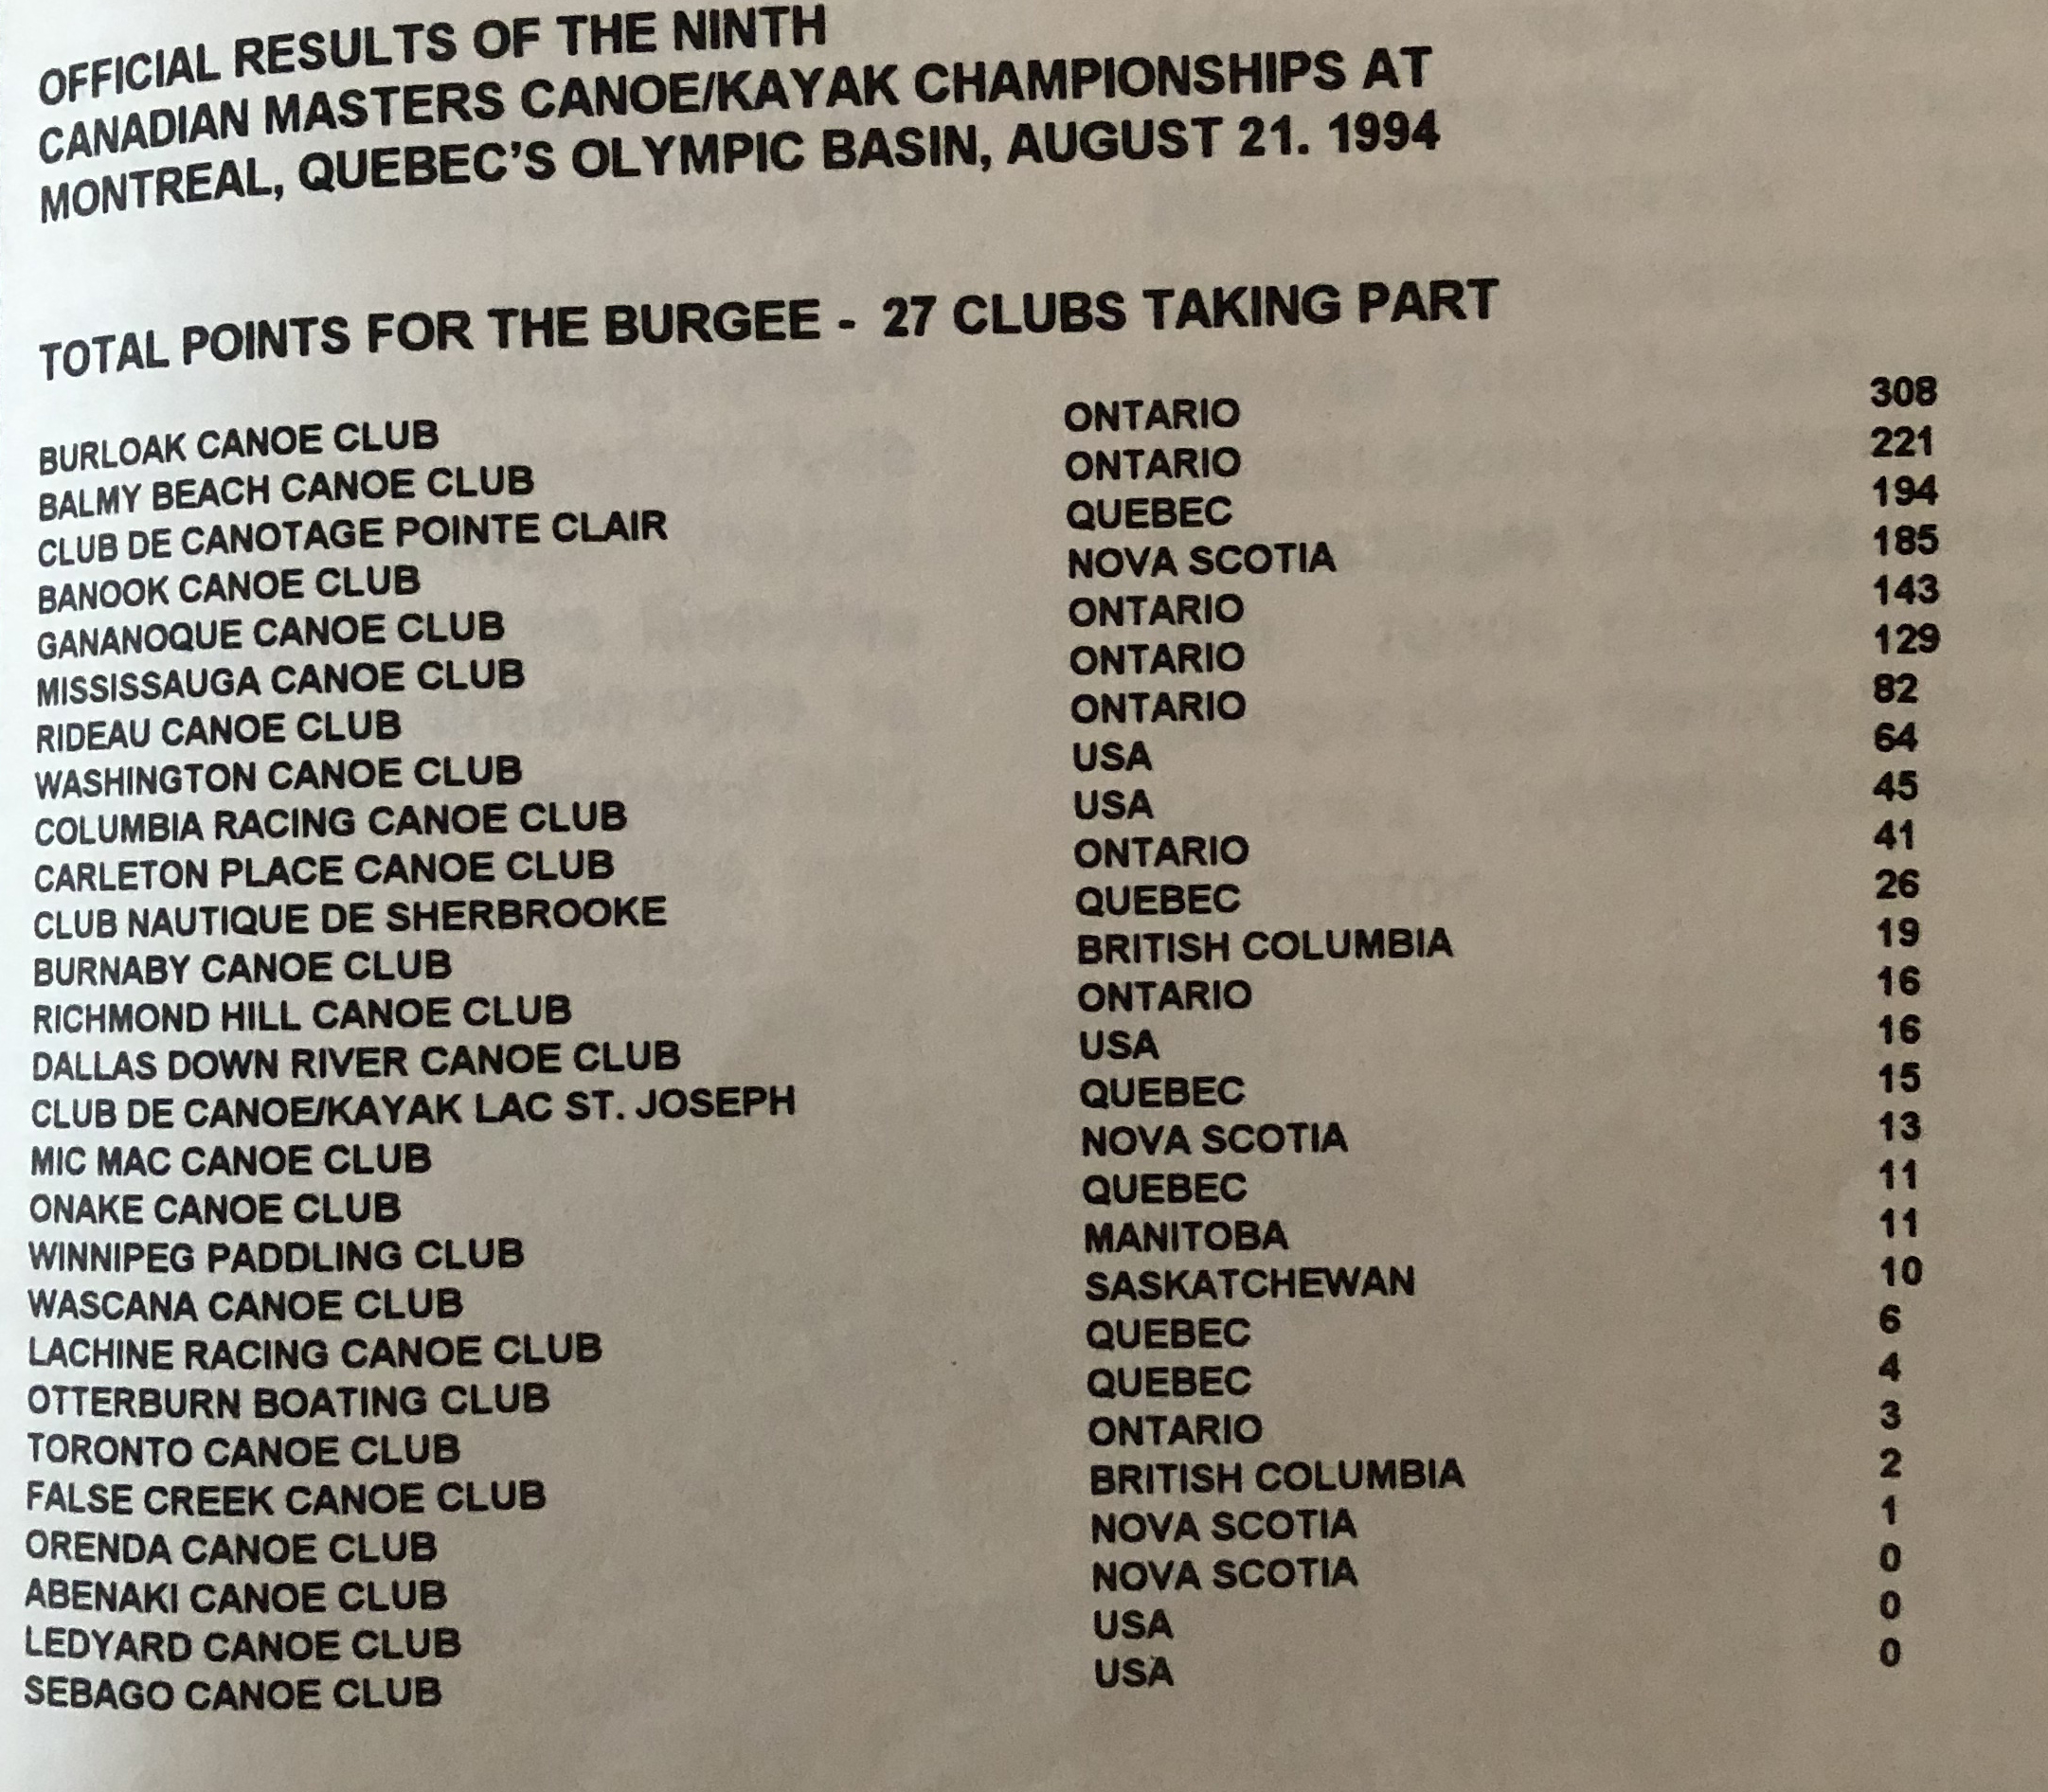 OFFICIAL RESULTS OF THE NINTH
CANADIAN MASTERS CANOE/KAYAK CHAMPIONSHIPS AT
MONTREAL, QUEBEC'S OLYMPIC BASIN, AUGUST 21. 1994
TOTAL POINTS FOR THE BURGEE - 27 CLUBS TAKING PART
BURLOAK CANOE CLUB ONTARIO 308
BALMY BEACH CANOE CLUB ONTARIO 221
CLUB DE CANOTAGE POINTE CLAIR QUEBEC 194
BANOOK CANOE CLUB NOVA SCOTIA 185
GANANOQUE CANOE CLUB ONTARIO 143
MISSISSAUGA CANOE CLUB ONTARIO 129
RIDEAU CANOE CLUB ONTARIO 82
WASHINGTON CANOE CLUB USA 64
COLUMBIA RACING CANOE CLUB USA 45
CARLETON PLACE CANOE CLUB ONTARIO 41
CLUB NAUTIQUE DE SHERBROOKE QUEBEC 26
BURNABY CANOE CLUB BRITISH COLUMBIA 19
RICHMOND HILL CANOE CLUB ONTARIO 16
DALLAS DOWN RIVER CANOE CLUB USA 16
CLUB DE CANOE/KAYAK LAC ST. JOSEPH QUEBEC 15
MIC MAC CANOE CLUB NOVA SCOTIA 13
ONAKE CANOE CLUB QUEBEC 11
WINNIPEG PADDLING CLUB MANITOBA 11
WASCANA CANOE CLUB SASKATCHEWAN 10
LACHINE RACING CANOE CLUB QUEBEC 6
OTTERBURN BOATING CLUB QUEBEC 4
TORONTO CANOE CLUB ONTARIO 3
FALSE CREEK CANOE CLUB BRITISH COLUMBIA 2
ORENDA CANOE CLUB NOVA SCOTIA 1
ABENAKI CANOE CLUB NOVA SCOTIA 0
LEDYARD CANOE CLUB USA 0
SEBAGO CANOE CLUB USA 0